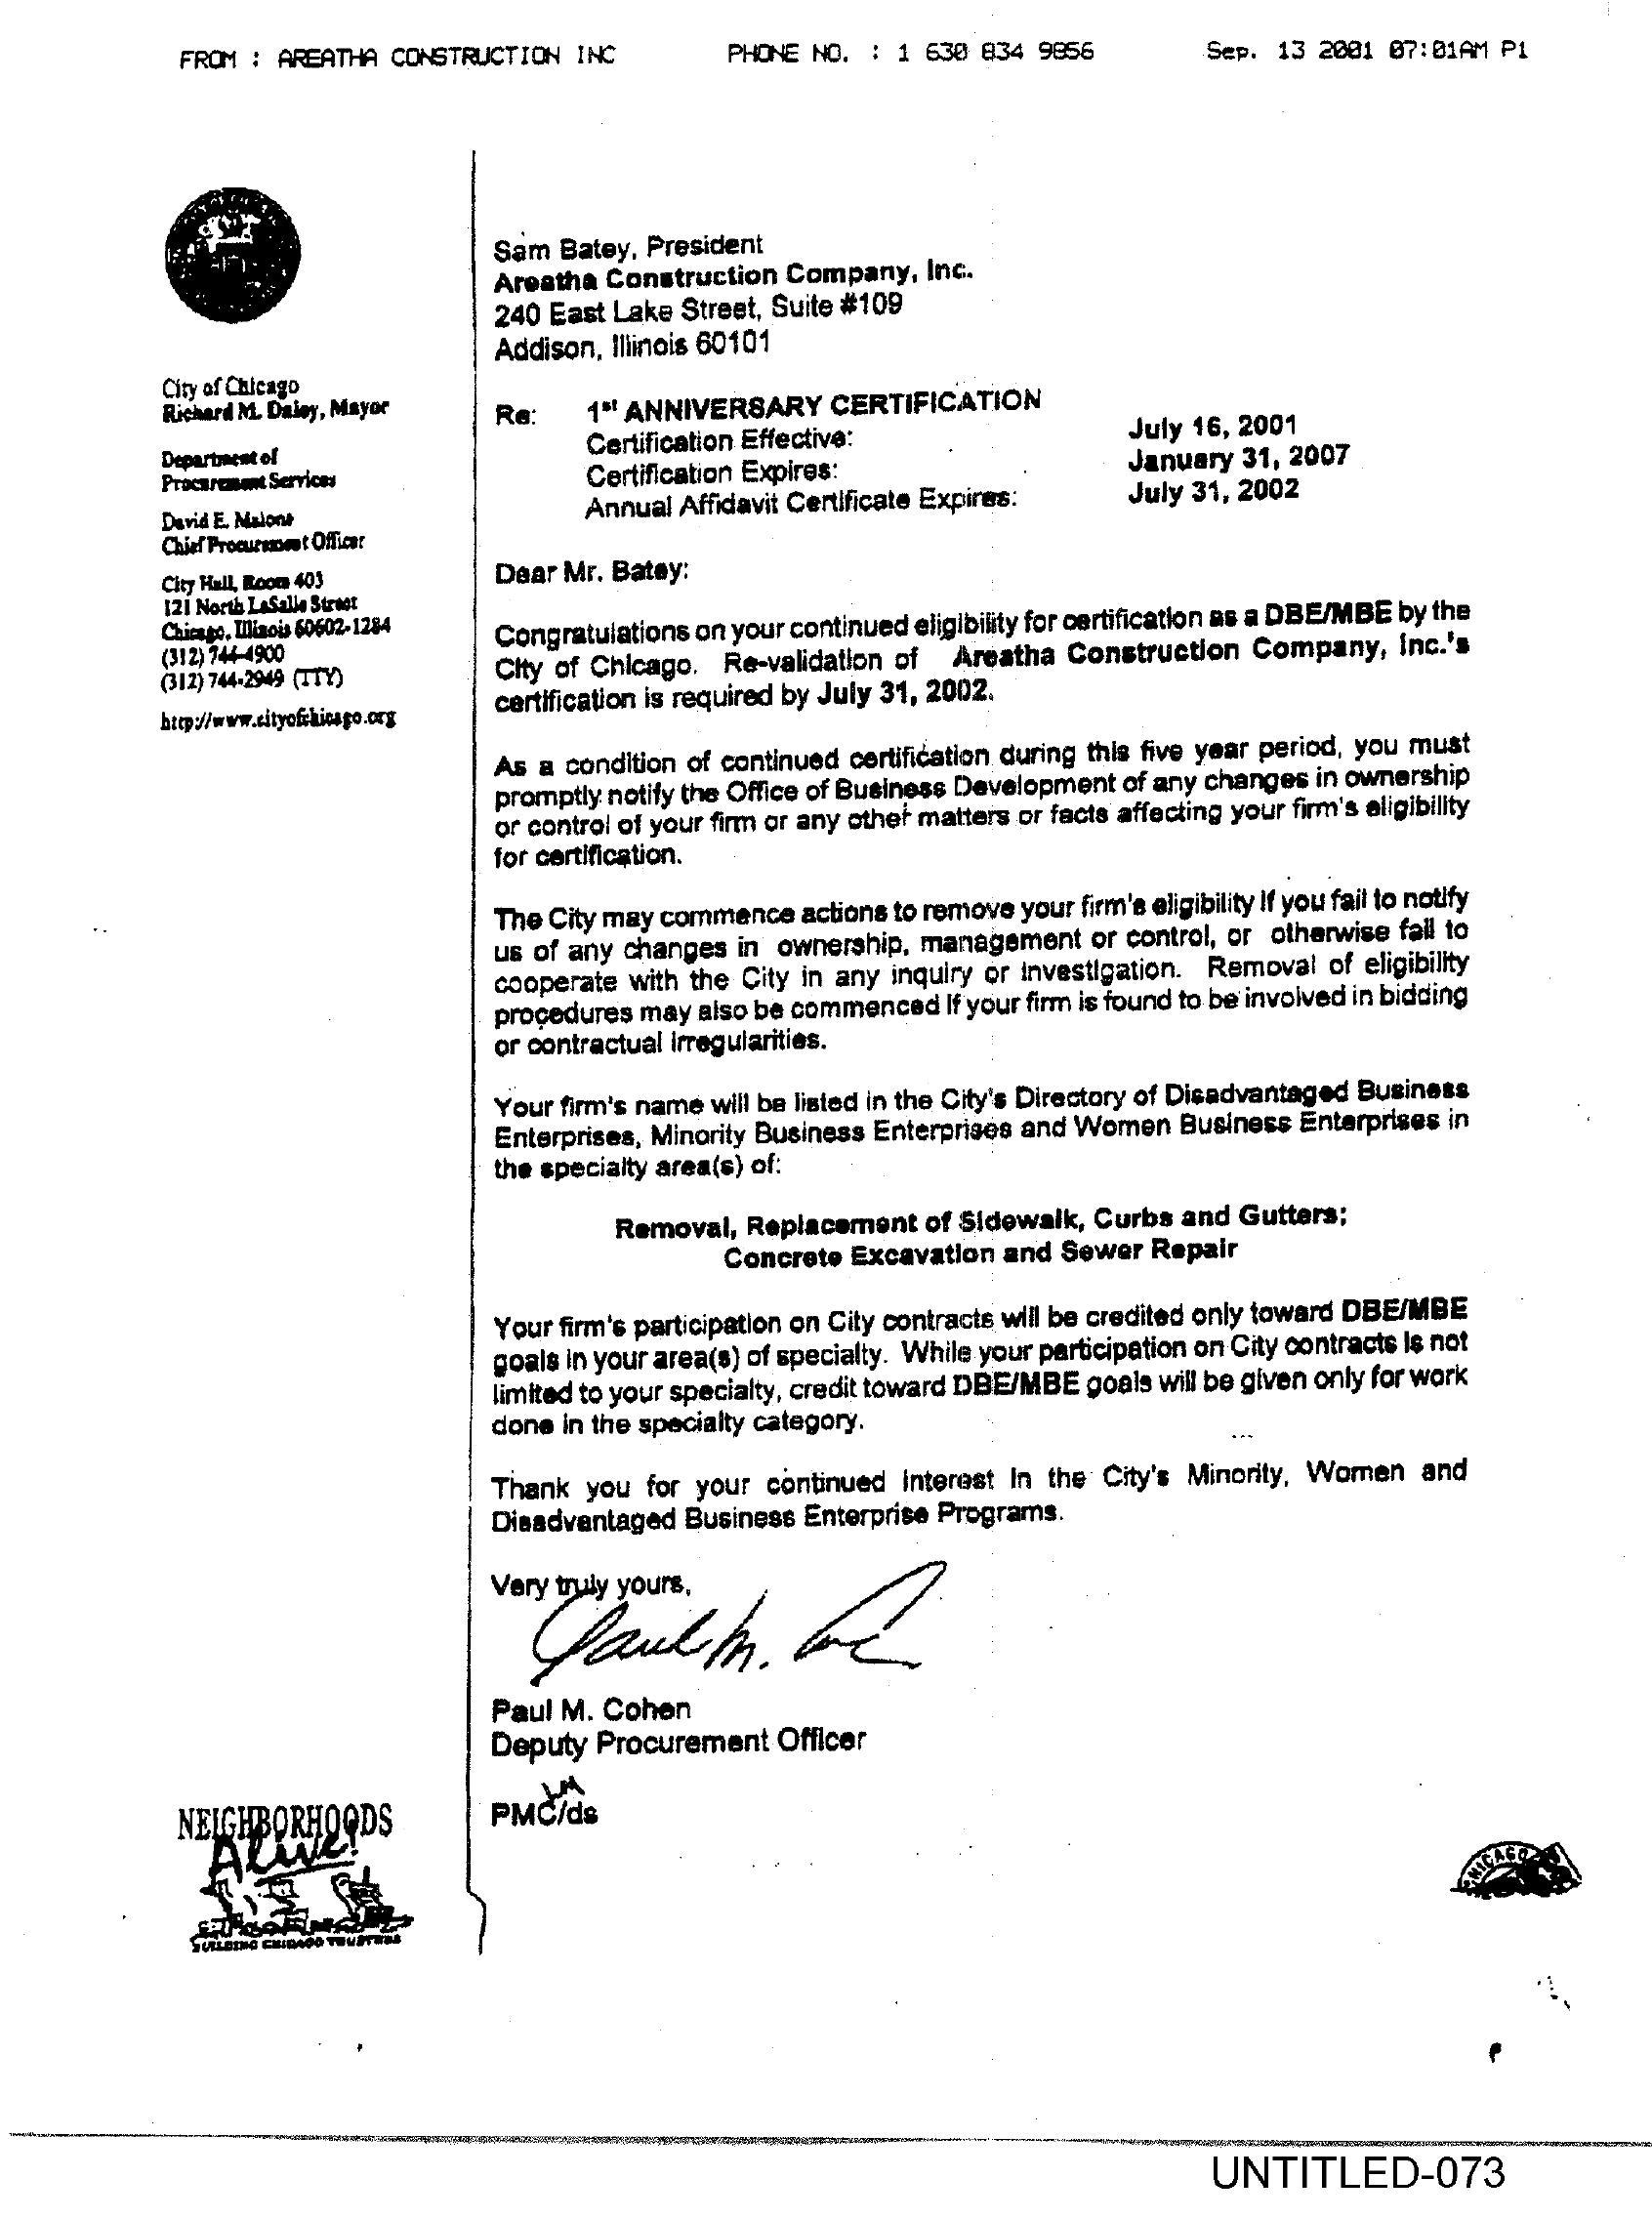 FROM : AREATHA CONSTRUCTION INC PHONE NO. : 1 630 834 9856 Sep. 13 2001 07:01AM P1
City of Chicago
Richard M. Daley, Mayor
Department of
Procurement Services
David E. Malone
Chief Procurement Officer
City Hall, Room 403
121 North LaSalle Street
Chicago, Illinois 60602-1284
(312) 744-4900
(312) 744-2949 (TTY)
http://www.cityofchicago.org
Sam Batey, President
Areatha Construction Company, Inc.
240 East Lake Street, Suite #109
Addison, Illinois 60101
Re: 1st ANNIVERSARY CERTIFICATION
Certification Effective: July 16, 2001
Certification Expires: January 31, 2007
Annual Affidavit Certificate Expires: July 31, 2002
Dear Mr. Batey:
Congratulations on your continued eligibility for certification as a DBE/MBE by the
City of Chicago. Re-validation of Areatha Construction Company, Inc.'s
certification is required by July 31, 2002.
As a condition of continued certification during this five year period, you must
promptly notify the Office of Business Development of any changes in ownership
or control of your firm or any other matters or facts affecting your firm's eligibility
for certification.
The City may commence actions to remove your firm's eligibility if you fail to notify
us of any changes in ownership, management or control, or otherwise fail to
cooperate with the City in any inquiry or investigation. Removal of eligibility
procedures may also be commenced if your firm is found to be involved in bidding
or contractual irregularities.
Your firm's name will be listed in the City's Directory of Disadvantaged Business
Enterprises, Minority Business Enterprises and Women Business Enterprises in
the specialty area(s) of:
Removal, Replacement of Sidewalk, Curbs and Gutters;
Concrete Excavation and Sewer Repair
Your firm's participation on City contracts will be credited only toward DBE/MBE
goals in your area(s) of specialty. While your participation on City contracts is not
limited to your specialty, credit toward DBE/MBE goals will be given only for work
done in the specialty category.
Thank you for your continued interest in the City's Minority, Women and
Disadvantaged Business Enterprise Programs.
Very truly yours,
Paul M.
Paul M. Cohen
Deputy Procurement Officer
PMC/ds
NEIGHBORHOODS
Alive!
BUILDING CHICAGO TOGETHER
CHICAGO
UNTITLED-073